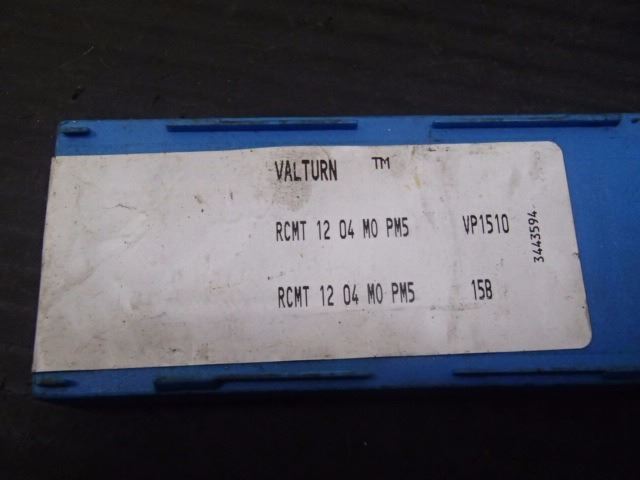 VALTURN ™
RCMT 12 04 MO PM5 VP1510
RCMT 12 04 MO PM5 15B
3443594